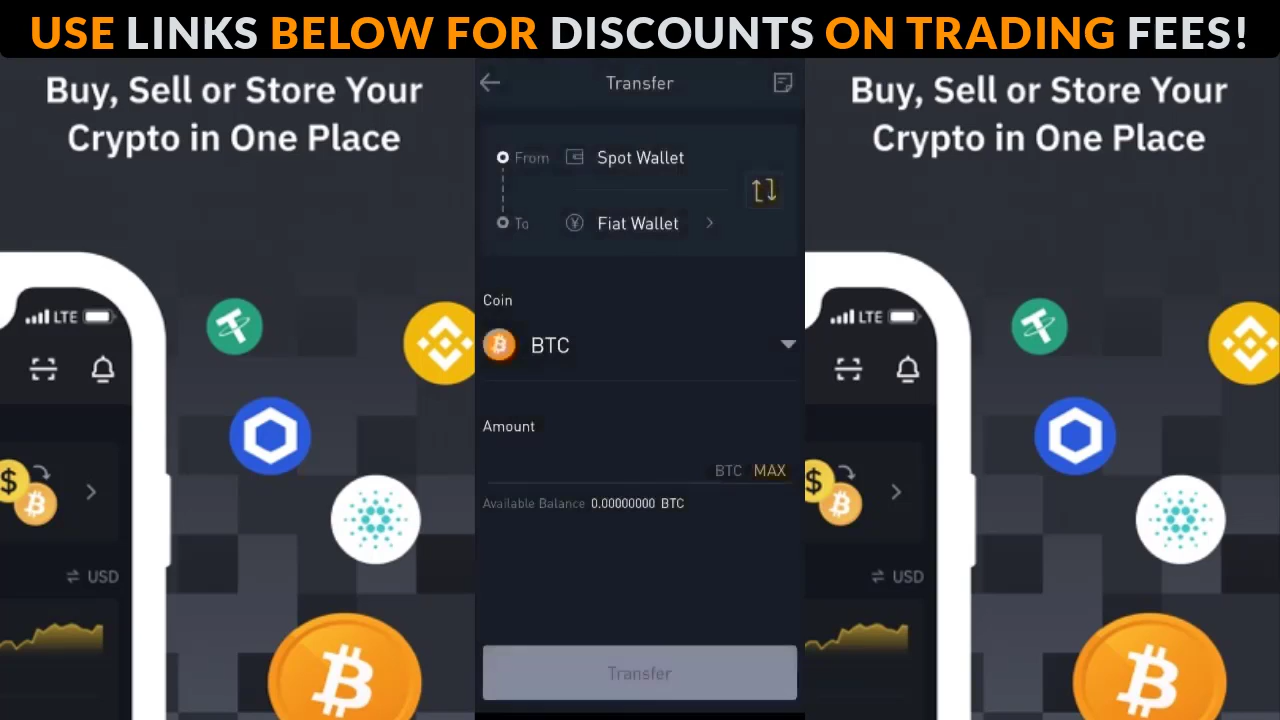 USE LINKS BELOW FOR DISCOUNTS ON TRADING FEES!
Buy, Sell or Store Your
Crypto in One Place
LTE
$
USD
Transfer
From Spot Wallet
To ¥ Fiat Wallet
Coin
BTC
Amount
BTC MAX
Available Balance 0.00000000 BTC
Transfer
Buy, Sell or Store Your
Crypto in One Place
LTE
$
USD